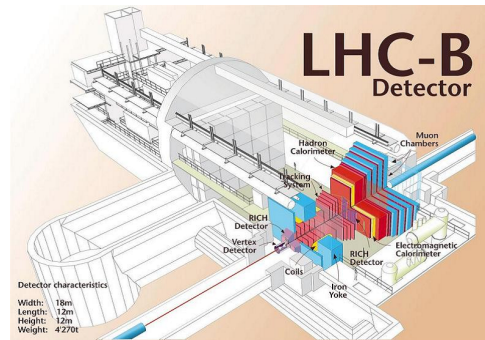 LHC-B
Detector
Muon
Chambers
Hadron
Calorimeter
Tracking
System
RICH
Detector
Vertex
Detector
Coils
Electromagnetic
Calorimeter
RICH
Detector
Iron
Yoke
Detector characteristics
Width: 18m
Length: 12m
Height: 12m
Weight: 4'270t